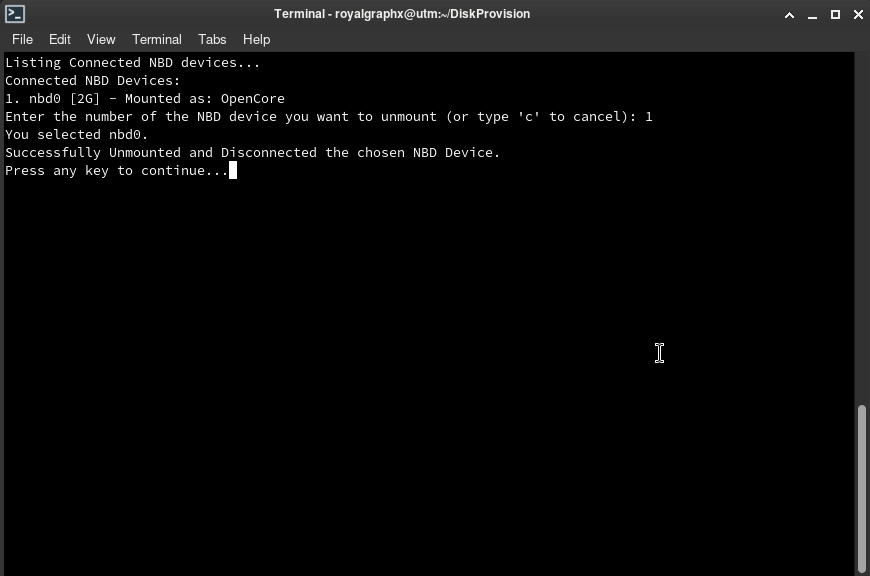 Terminal - royalgraphx@utm:~/DiskProvision
File Edit View Terminal Tabs Help
Listing Connected NBD devices...
Connected NBD Devices:
1. nbd0 [2G] - Mounted as: OpenCore
Enter the number of the NBD device you want to unmount (or type 'c' to cancel): 1
You selected nbd0.
Successfully Unmounted and Disconnected the chosen NBD Device.
Press any key to continue...